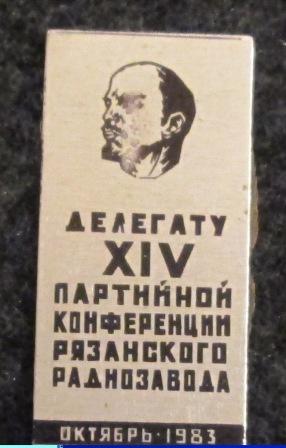 ДЕЛЕГАТУ
XIV
ПАРТИЙНОЙ
КОНФЕРЕНЦИИ
РЯЗАНСКОГО
РАДИОЗАВОДА
ОКТЯБРЬ·1983